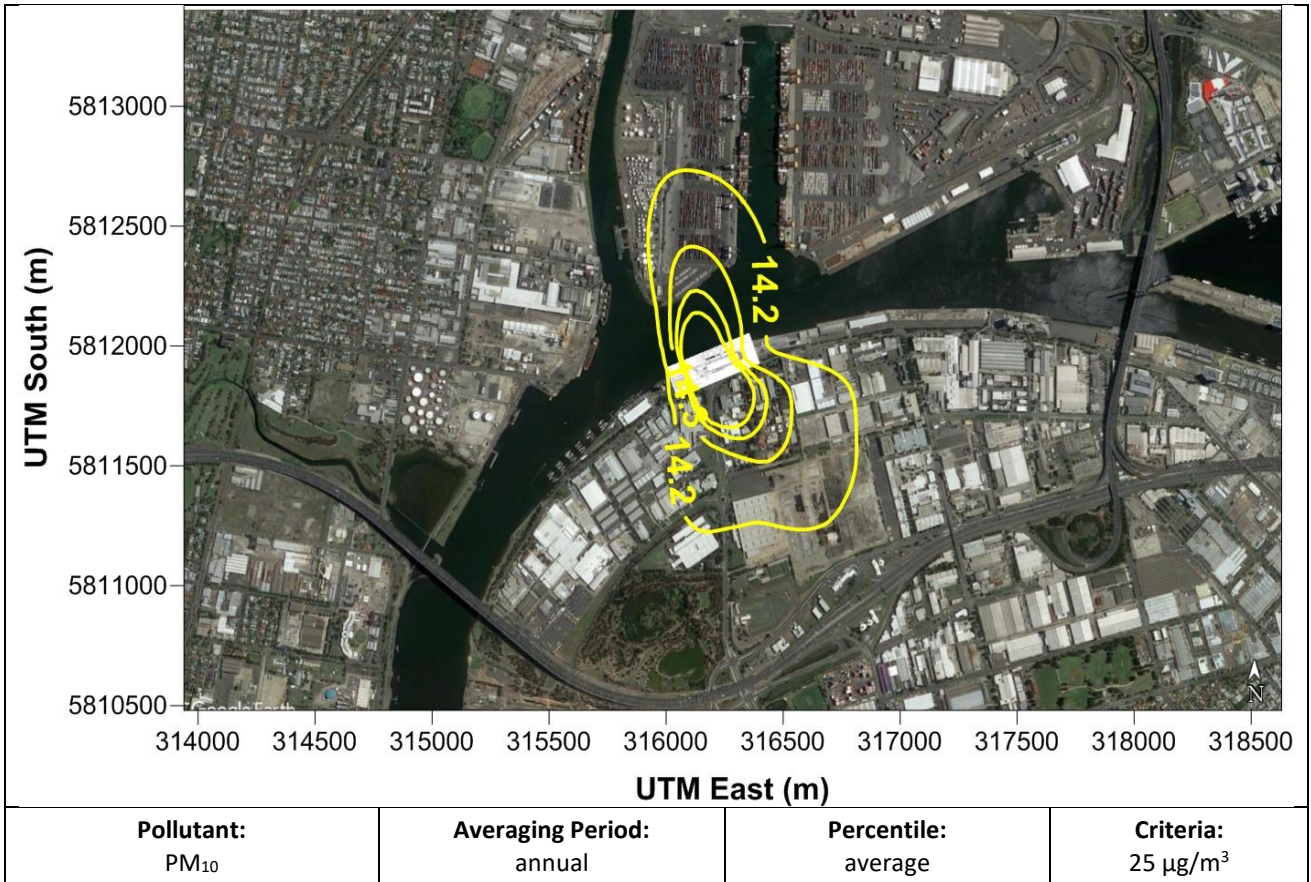 5813000
5812500
5812000
5811500
5811000
5810500
UTM South (m)
14.2
14.2
N
314000 314500 315000 315500 316000 316500 317000 317500 318000 318500
UTM East (m)
Pollutant: Averaging Period: Percentile: Criteria:
PM₁₀ annual average 25 µg/m³